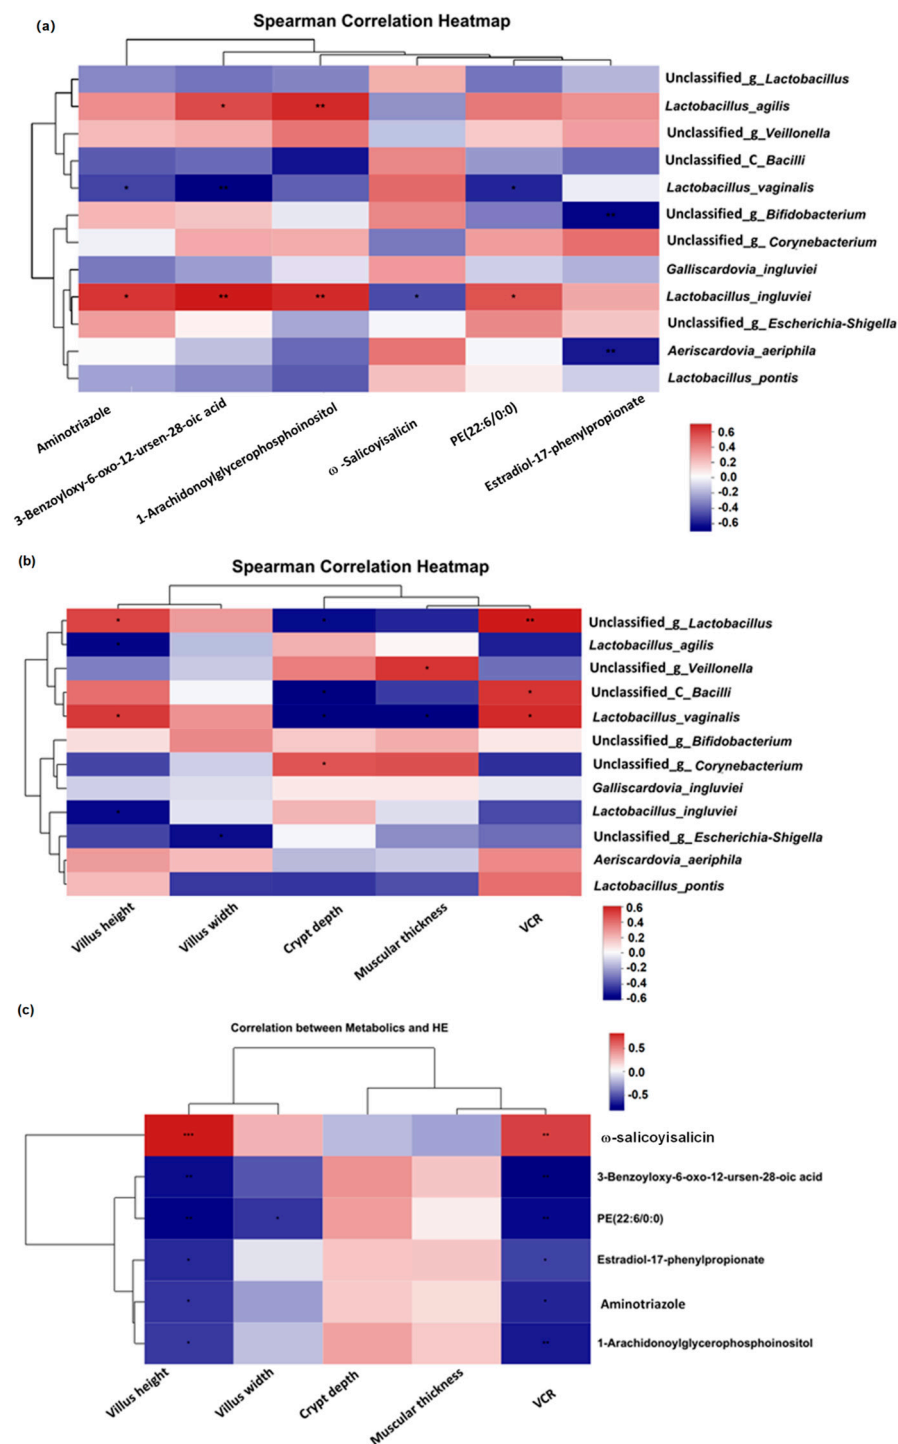 (a)
Spearman Correlation Heatmap
Unclassified_g_Lactobacillus
* ** Lactobacillus_agilis
Unclassified_g_Veillonella
Unclassified_C_Bacilli
* ** * Lactobacillus_vaginalis
** Unclassified_g_Bifidobacterium
Unclassified_g_ Corynebacterium
Galliscardovia_ingluviei
* ** ** * * Lactobacillus_ingluviei
Unclassified_g_Escherichia-Shigella
** Aeriscardovia_aeriphila
Lactobacillus_pontis
Aminotriazole
3-Benzoyloxy-6-oxo-12-ursen-28-oic acid
1-Arachidonoylglycerophosphoinositol
ω -Salicoyisalicin
PE(22:6/0:0)
Estradiol-17-phenylpropionate
0.6
0.4
0.2
0.0
-0.2
-0.4
-0.6
(b)
Spearman Correlation Heatmap
* * ** Unclassified_g_Lactobacillus
* Lactobacillus_agilis
* Unclassified_g_Veillonella
* * Unclassified_C_Bacilli
* * * * Lactobacillus_vaginalis
Unclassified_g_Bifidobacterium
* Unclassified_g_ Corynebacterium
Galliscardovia_ingluviei
* Lactobacillus_ingluviei
* Unclassified_g_Escherichia-Shigella
Aeriscardovia_aeriphila
Lactobacillus_pontis
Villus height
Villus width
Crypt depth
Muscular thickness
VCR
0.6
0.4
0.2
0.0
-0.2
-0.4
-0.6
(c)
Correlation between Metabolics and HE
0.5
0.0
-0.5
*** ** ω-salicoyisalicin
** 3-Benzoyloxy-6-oxo-12-ursen-28-oic acid
** * ** PE(22:6/0:0)
* * Estradiol-17-phenylpropionate
* * Aminotriazole
* ** 1-Arachidonoylglycerophosphoinositol
Villus height
Villus width
Crypt depth
Muscular thickness
VCR